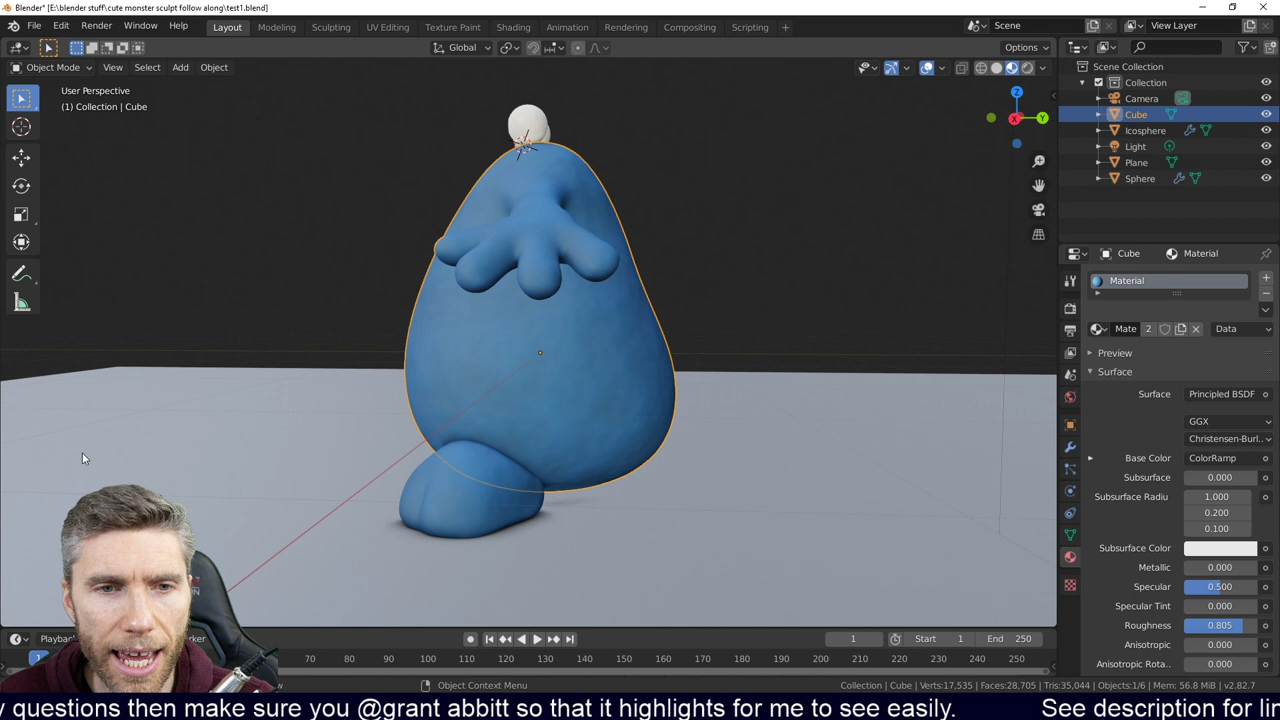 Blender* [E:\blender stuff\cute monster sculpt follow along\test1.blend]
File Edit Render Window Help Layout Modeling Sculpting UV Editing Texture Paint Shading Animation Rendering Compositing Scripting + Scene View Layer
Global Options
Object Mode View Select Add Object
User Perspective
(1) Collection | Cube
Z
X
Y
Scene Collection
Collection
Camera
Cube
Icosphere
Light
Plane
Sphere
Cube > Material
Material
Mate 2 Data
Preview
Surface
Surface Principled BSDF
GGX
Christensen-Burl..
Base Color ColorRamp
Subsurface 0.000
Subsurface Radiu 1.000
0.200
0.100
Subsurface Color
Metallic 0.000
Specular 0.500
Specular Tint 0.000
Roughness 0.805
Anisotropic 0.000
Anisotropic Rota.. 0.000
Playback 1 Start 1 End 250
1 70 80 90 100 110 120 130 140 150 160 170 180 190 200 210 220 230 240 250
Object Context Menu Collection | Cube | Verts:17,535 | Faces:28,705 | Tris:35,044 | Objects:1/6 | Mem: 56.8 MiB | v2.82.7
y questions then make sure you @grant abbitt so that it highlights for me to see easily. See description for lin